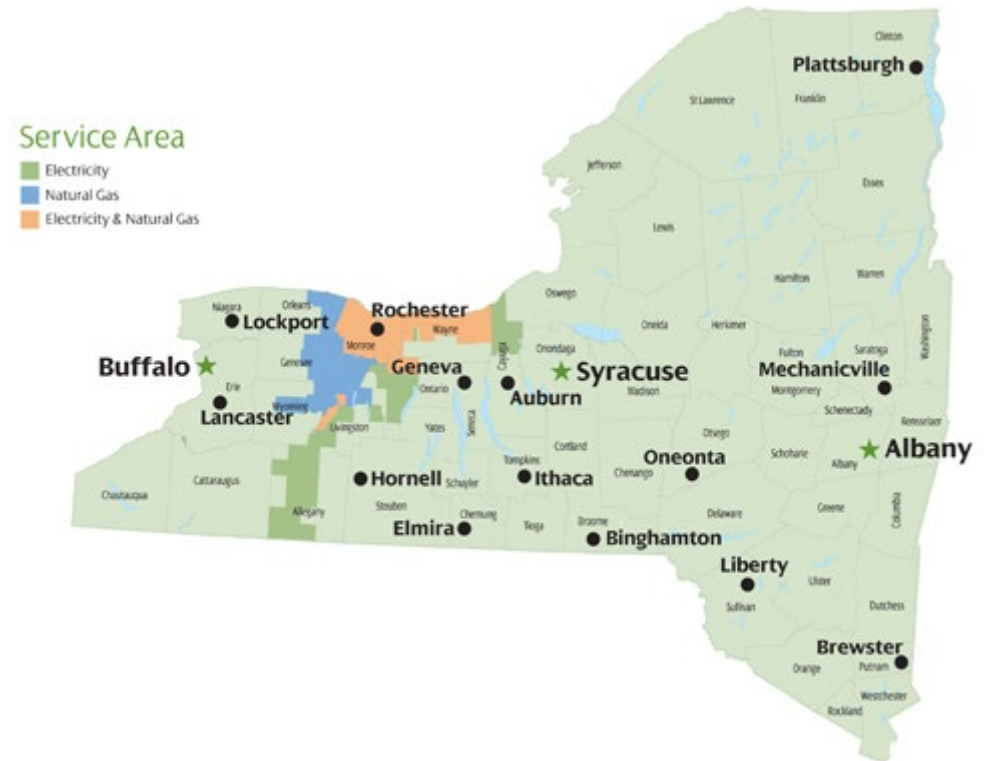 Service Area
Electricity
Natural Gas
Electricity & Natural Gas
Clinton
Plattsburgh
St Lawrence
Franklin
Jefferson
Essex
Lewis
Hamilton
Warren
Oswego
Washington
Niagara
Orleans
Lockport
Rochester
Wayne
Oneida
Herkimer
Monroe
Fulton
Saratoga
Onondaga
Cayuga
Genesee
Buffalo
Geneva
Syracuse
Mechanicville
Erie
Ontario
Auburn
Madison
Montgomery
Wyoming
Lancaster
Schenectady
Rensselaer
Livingston
Yates
Seneca
Otsego
Cortland
Albany
Schoharie
Albany
Oneonta
Tompkins
Chenango
Cattaraugus
Hornell
Schuyler
Ithaca
Chautauqua
Steuben
Allegany
Chemung
Delaware
Greene
Columbia
Elmira
Tioga
Broome
Binghamton
Liberty
Ulster
Sullivan
Dutchess
Brewster
Orange
Putnam
Westchester
Rockland